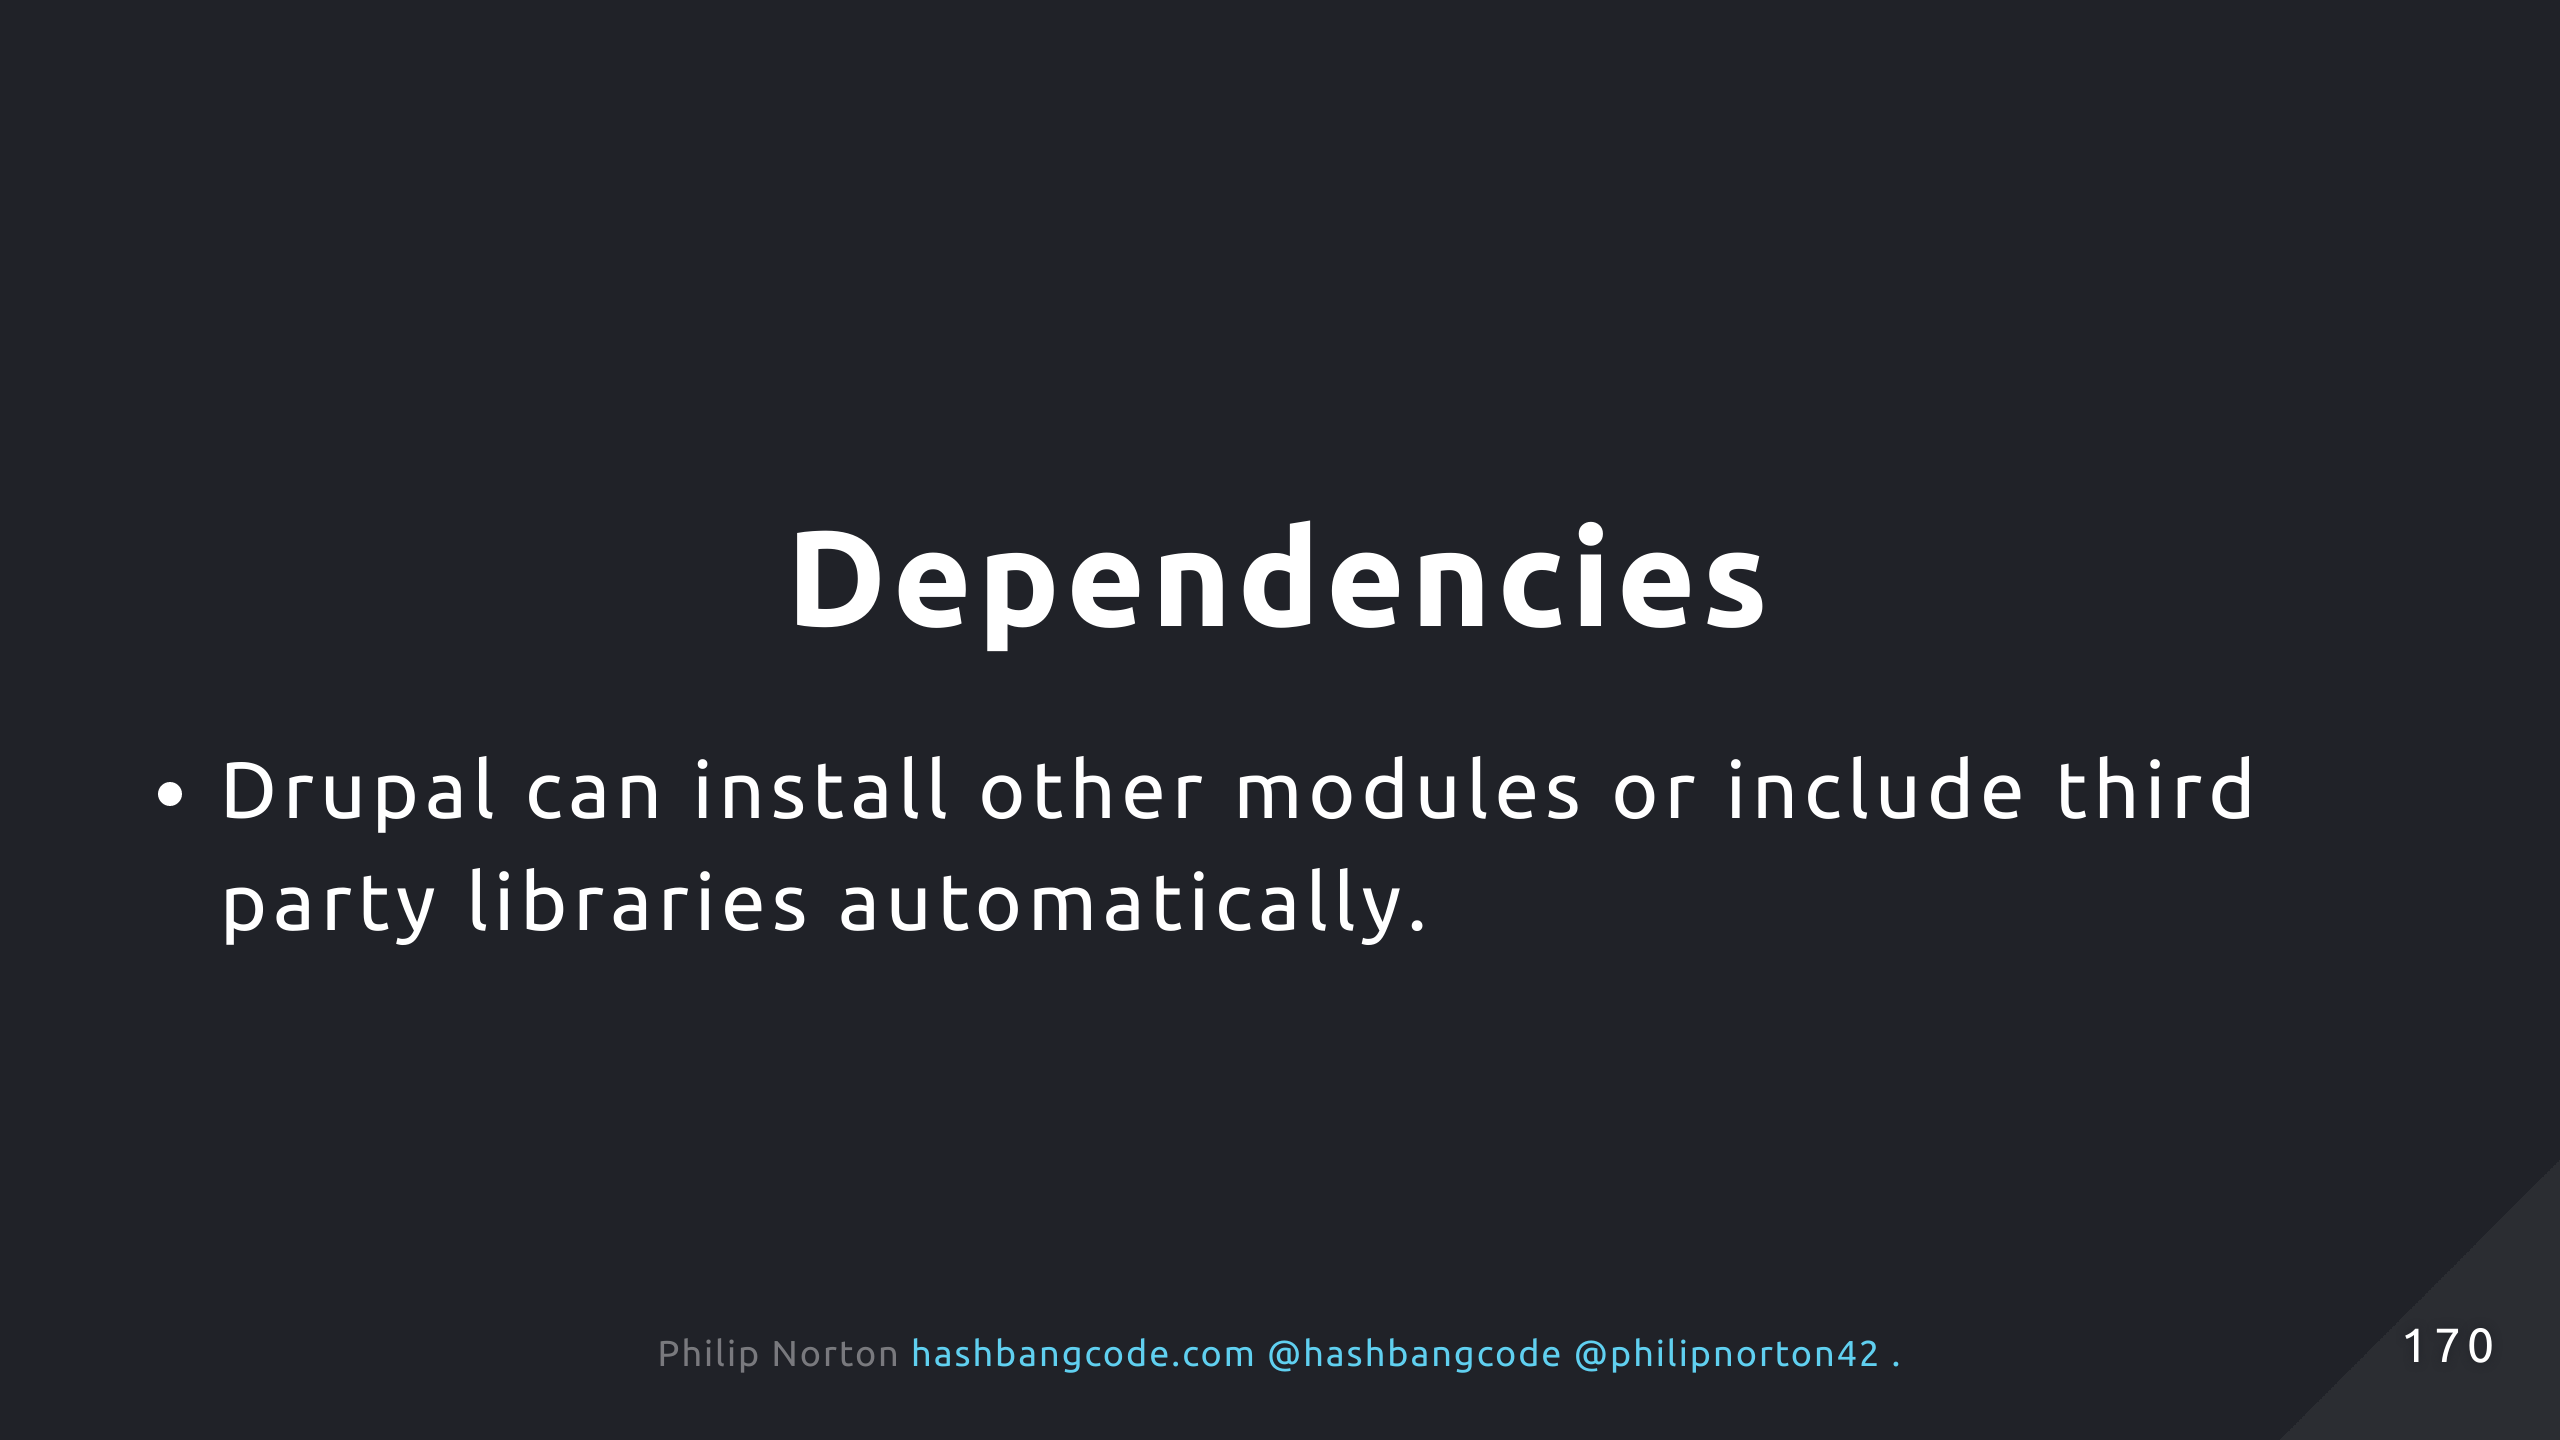 Dependencies
• Drupal can install other modules or include third
party libraries automatically.
Philip Norton hashbangcode.com @hashbangcode @philipnorton42 .
170